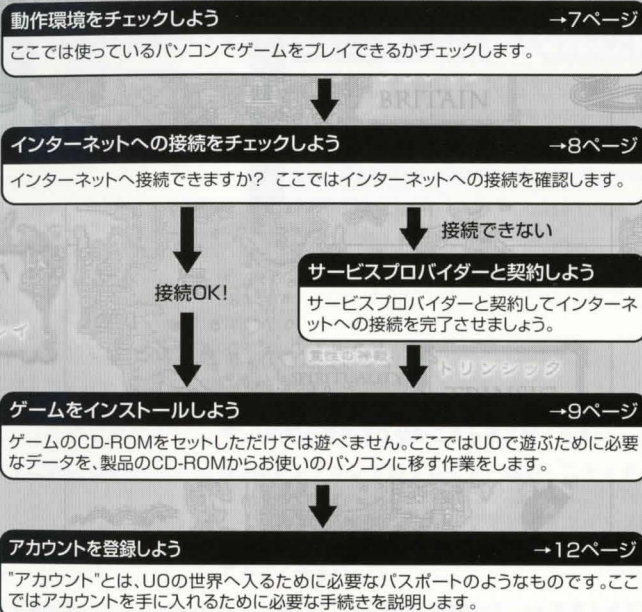 動作環境をチェックしよう →7ページ
ここでは使っているパソコンでゲームをプレイできるかチェックします。
BRITAIN
インターネットへの接続をチェックしよう →8ページ
インターネットへ接続できますか? ここではインターネットへの接続を確認します。
接続できない
接続OK!
サービスプロバイダーと契約しよう
サービスプロバイダーと契約してインターネ
ットへの接続を完了させましょう。
トリンシック
ゲームをインストールしよう →9ページ
ゲームのCD-ROMをセットしただけでは遊べません。ここではUOで遊ぶために必要
なデータを、製品のCD-ROMからお使いのパソコンに移す作業をします。
アカウントを登録しよう →12ページ
"アカウント"とは、UOの世界へ入るために必要なパスポートのようなものです。ここ
ではアカウントを手に入れるために必要な手続きを説明します。